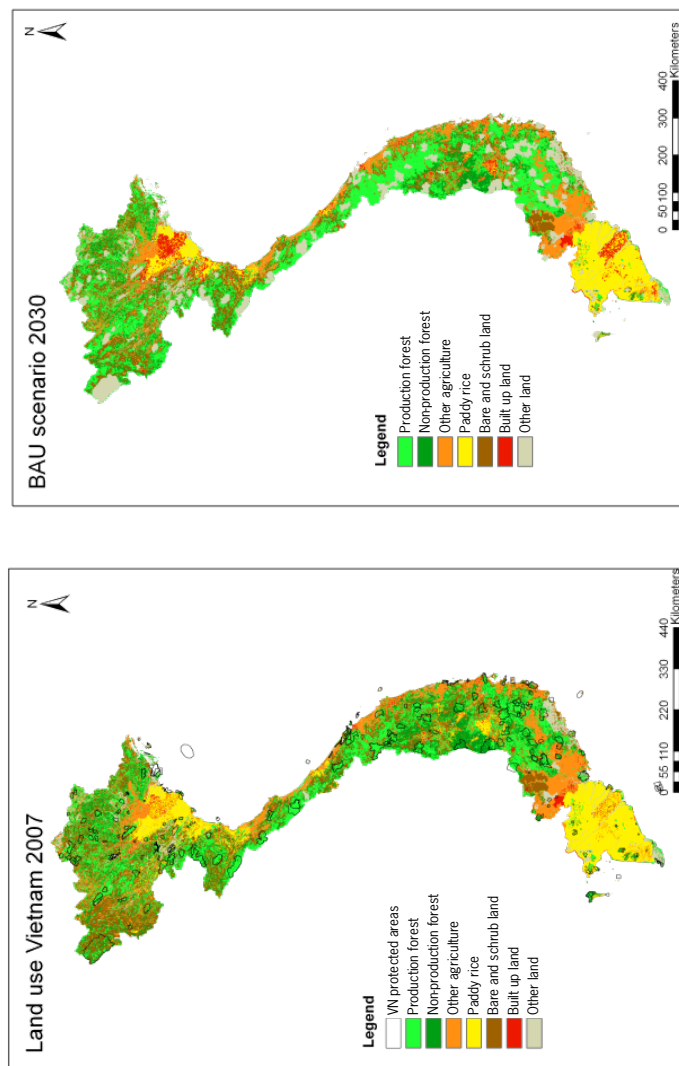 Land use Vietnam 2007
N
Legend
VN protected areas
Production forest
Non-production forest
Other agriculture
Paddy rice
Bare and schrub land
Built up land
Other land
0 55 110 220 330 440
Kilometers
BAU scenario 2030
N
Legend
Production forest
Non-production forest
Other agriculture
Paddy rice
Bare and schrub land
Built up land
Other land
0 50 100 200 300 400
Kilometers